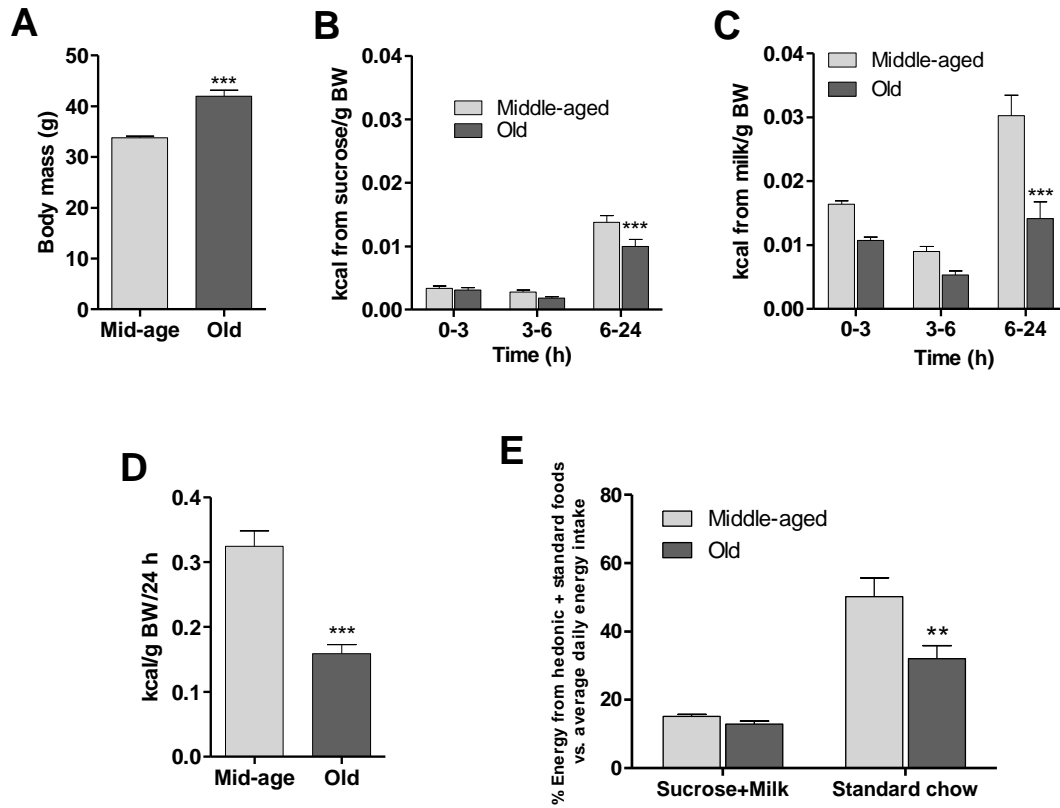 A
Body mass (g)
50
40
30
20
10
0
***
Mid-age Old
B
kcal from sucrose/g BW
0.04
0.03
0.02
0.01
0.00
Middle-aged
Old
***
0-3 3-6 6-24
Time (h)
C
kcal from milk/g BW
0.04
0.03
0.02
0.01
0.00
Middle-aged
Old
***
0-3 3-6 6-24
Time (h)
D
kcal/g BW/24 h
0.4
0.3
0.2
0.1
0.0
***
Mid-age Old
E
% Energy from hedonic + standard foods
vs. average daily energy intake
80
60
40
20
0
Middle-aged
Old
**
Sucrose+Milk Standard chow